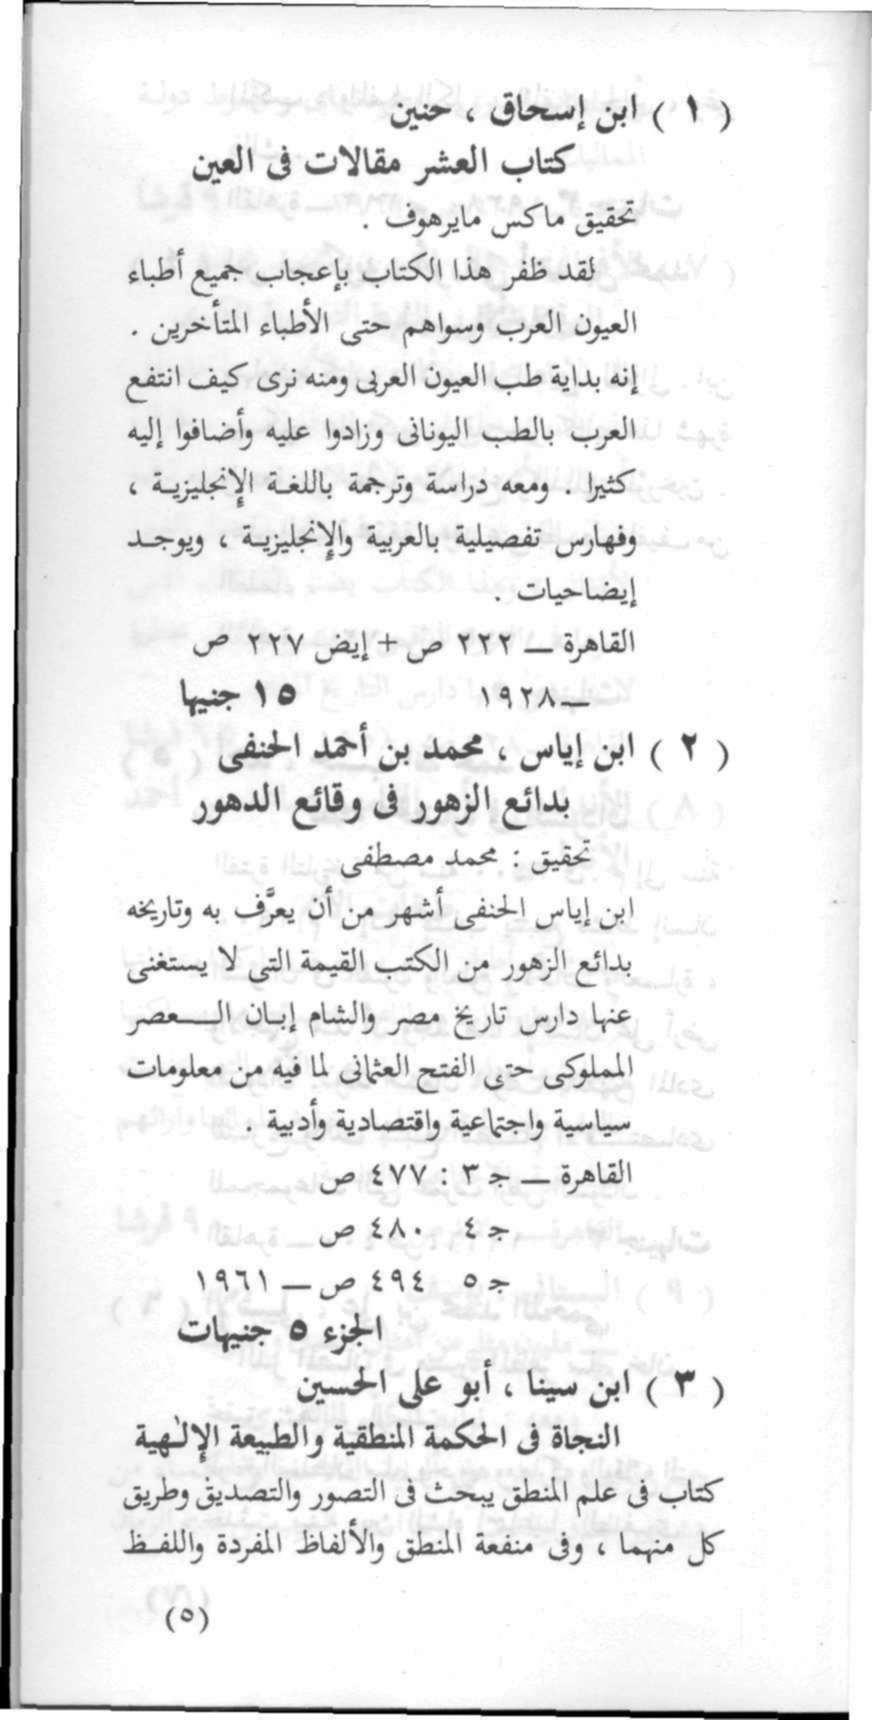 ( ١ ) ابن إسحاق ، حنين
كتاب العشر مقالات فى العين
تحقيق ماكس مايرهوف .
لقد ظفر هذا الكتاب بإعجاب جميع أطباء
العيون العرب وسواهم حتى الأطباء المتأخرين .
إنه بداية طب العيون العربى ومنه نرى كيف انتفع
العرب بالطب اليونانى وزادوا عليه وأضافوا إليه
كثيرا . ومعه دراسة وترجمة باللغة الإنجليزية ،
وفهارس تفصيلية بالعربية والإنجليزية ، ويوجد
إيضاحيات .
القاهرة — ٢٢٢ ص + إيض ٢٢٧ ص
— ١٩٢٨ ١٥ جنيها
( ٢ ) ابن إياس ، محمد بن أحمد الحنفى
بدائع الزهور فى وقائع الدهور
تحقيق : محمد مصطفى
ابن إياس الحنفى أشهر من أن يعرَّف به وتاريخه
بدائع الزهور من الكتب القيمة التى لا يستغنى
عنها دارس تاريخ مصر والشام إبان العصر
المملوكى حتى الفتح العثمانى لما فيه من معلومات
سياسية واجتماعية واقتصادية وأدبية .
القاهرة — جـ ٣ : ٤٧٧ ص
جـ ٤ ٤٨٠ ص
جـ ٥ ٤٩٤ ص — ١٩٦١
الجزء ٥ جنيهات
( ٣ ) ابن سينا ، أبو على الحسين
النجاة فى الحكمة المنطقية والطبيعة الإلٰهية
كتاب فى علم المنطق يبحث فى التصور والتصديق وطريق
كل منهما ، وفى منفعة المنطق والألفاظ المفردة واللفظ
(٥)